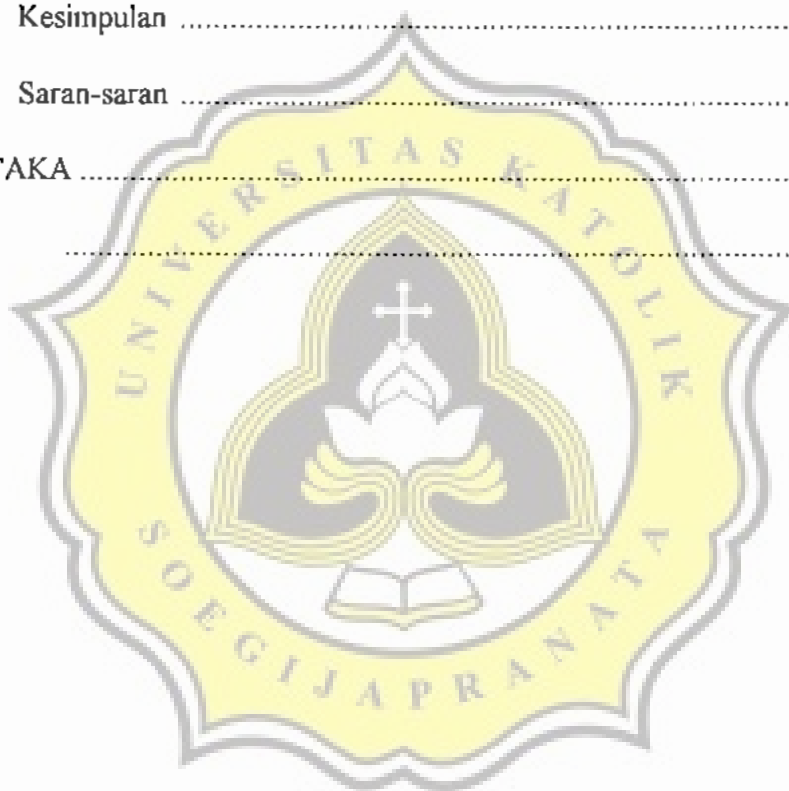 Kesimpulan ................................................................
Saran-saran ................................................................
TAKA ................................................................
................................................................
UNIVERSITAS KATOLIK
SOEGIJAPRANATA